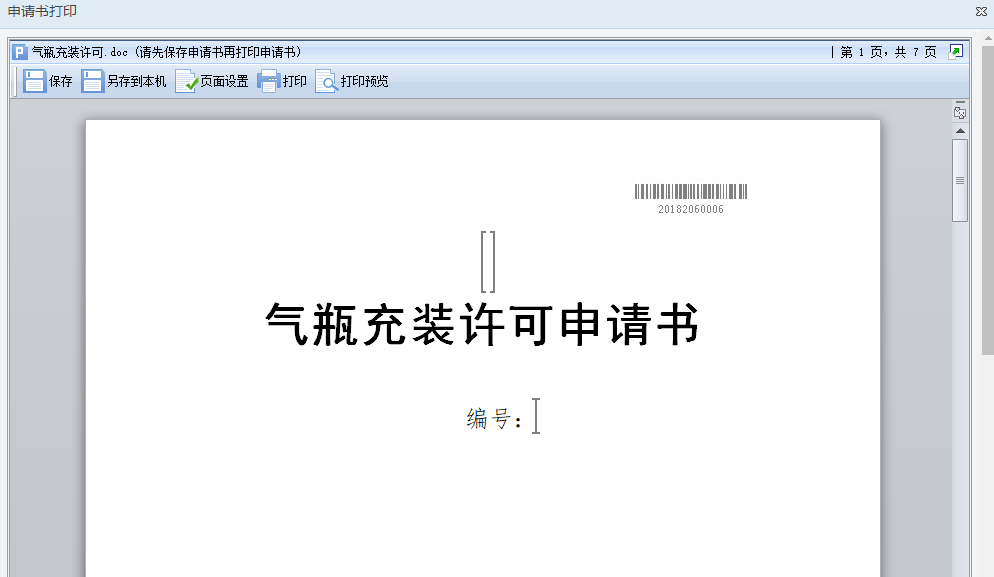 申请书打印
气瓶充装许可.doc（请先保存申请书再打印申请书）
| 第 1 页，共 7 页
保存 另存到本机 页面设置 打印 打印预览
20182060006
气瓶充装许可申请书
编号：